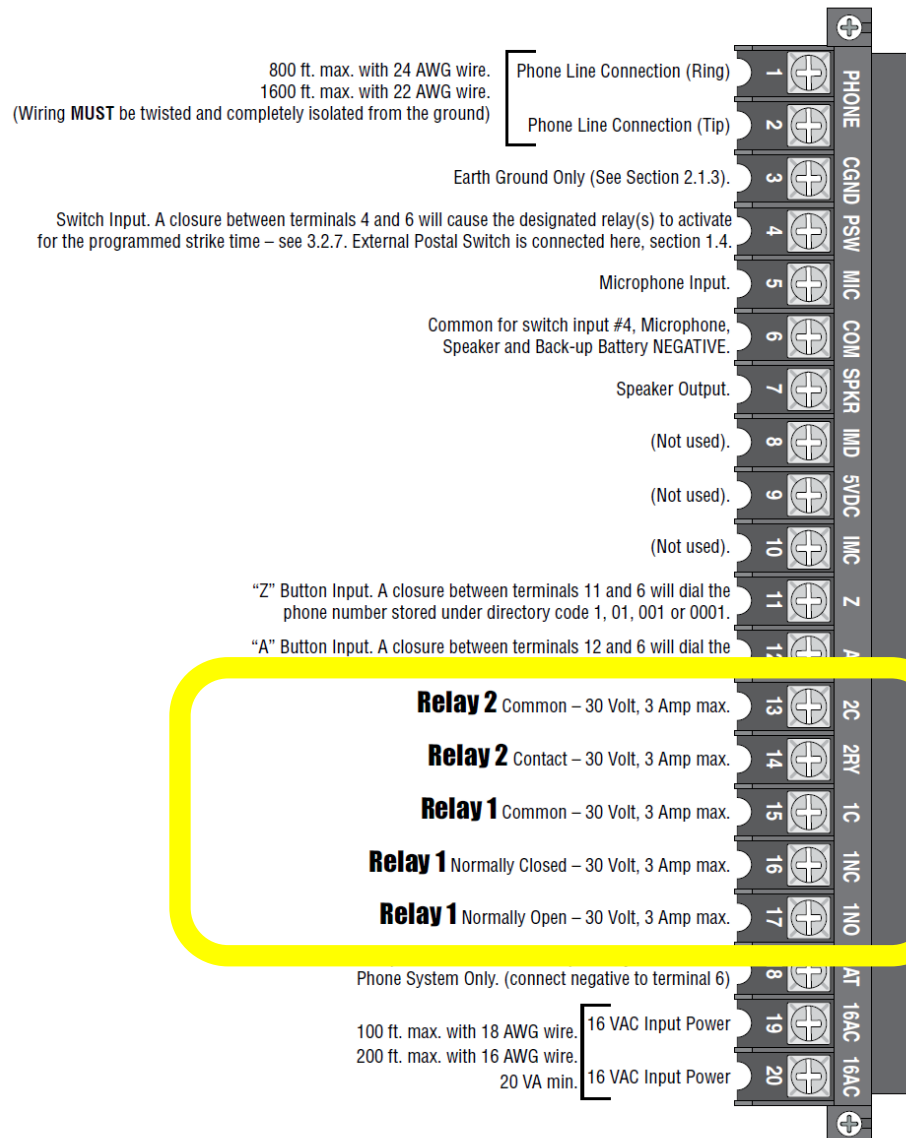 800 ft. max. with 24 AWG wire.
1600 ft. max. with 22 AWG wire.
(Wiring MUST be twisted and completely isolated from the ground)
Phone Line Connection (Ring)
1
Phone Line Connection (Tip)
2
PHONE
Earth Ground Only (See Section 2.1.3).
3
CGND
Switch Input. A closure between terminals 4 and 6 will cause the designated relay(s) to activate
for the programmed strike time – see 3.2.7. External Postal Switch is connected here, section 1.4.
4
PSW
Microphone Input.
5
MIC
Common for switch input #4, Microphone,
Speaker and Back-up Battery NEGATIVE.
6
COM
Speaker Output.
7
SPKR
(Not used).
8
IMD
(Not used).
9
5VDC
(Not used).
10
IMC
"Z" Button Input. A closure between terminals 11 and 6 will dial the
phone number stored under directory code 1, 01, 001 or 0001.
11
Z
"A" Button Input. A closure between terminals 12 and 6 will dial the
12
A
Relay 2 Common – 30 Volt, 3 Amp max.
13
2C
Relay 2 Contact – 30 Volt, 3 Amp max.
14
2RY
Relay 1 Common – 30 Volt, 3 Amp max.
15
1C
Relay 1 Normally Closed – 30 Volt, 3 Amp max.
16
1NC
Relay 1 Normally Open – 30 Volt, 3 Amp max.
17
1NO
Phone System Only. (connect negative to terminal 6)
8
AT
100 ft. max. with 18 AWG wire.
200 ft. max. with 16 AWG wire.
20 VA min.
16 VAC Input Power
19
16AC
16 VAC Input Power
20
16AC